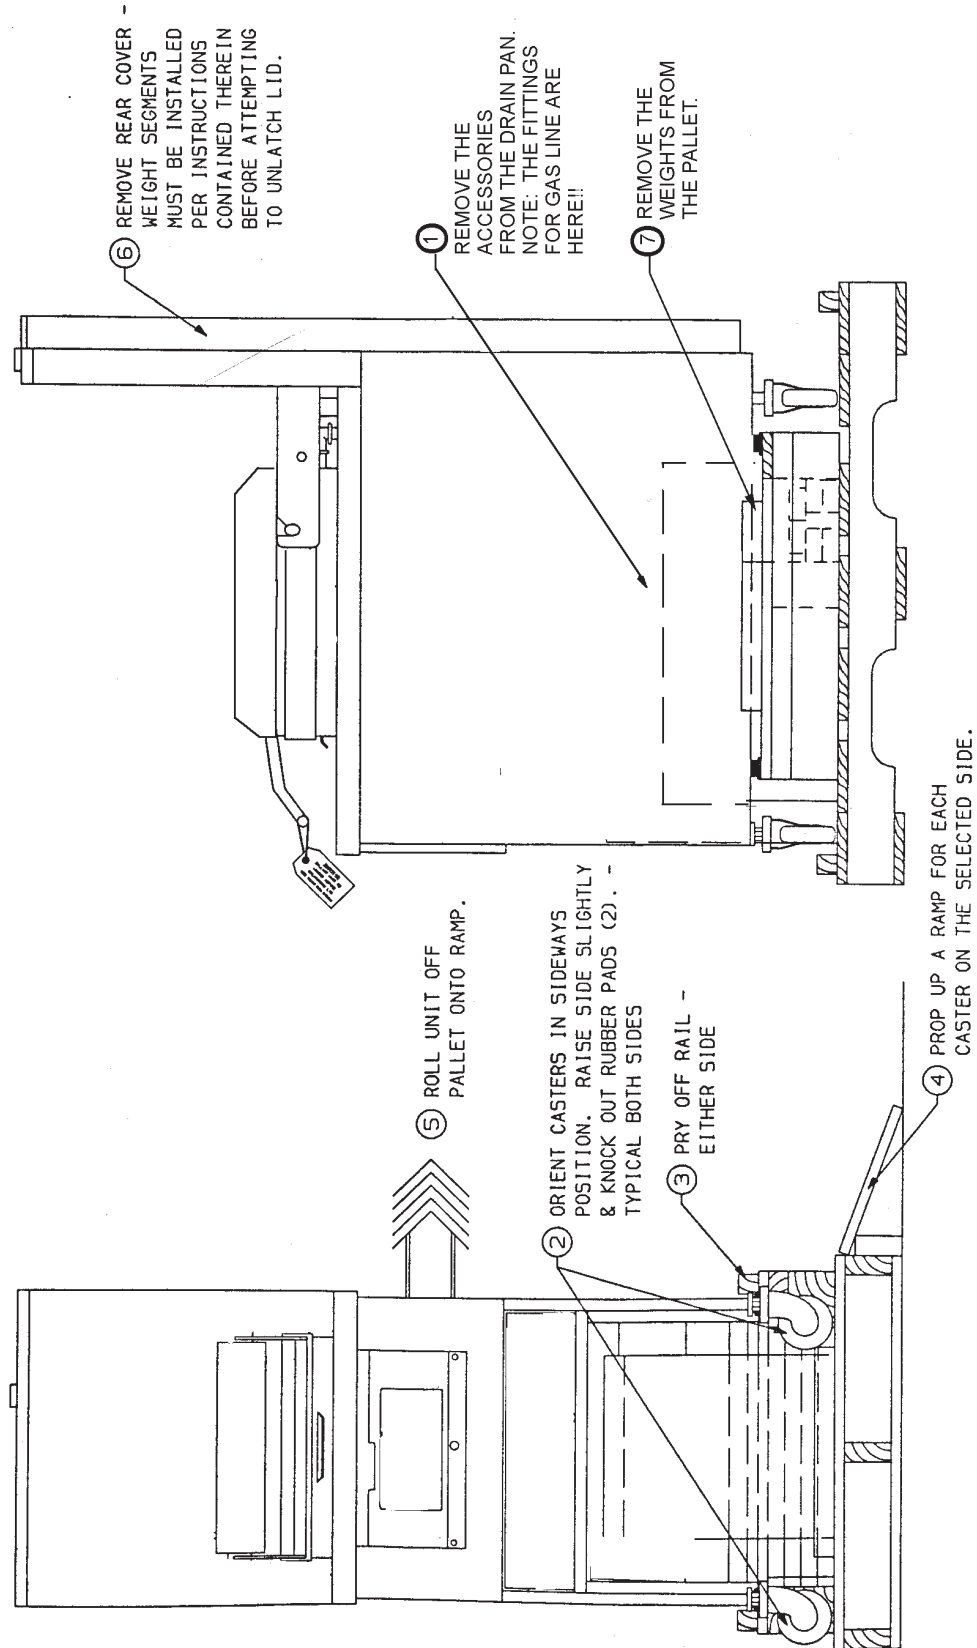 ⑥ REMOVE REAR COVER -
WEIGHT SEGMENTS
MUST BE INSTALLED
PER INSTRUCTIONS
CONTAINED THEREIN
BEFORE ATTEMPTING
TO UNLATCH LID.
①
REMOVE THE
ACCESSORIES
FROM THE DRAIN PAN.
NOTE: THE FITTINGS
FOR GAS LINE ARE
HERE!!
⑦ REMOVE THE
WEIGHTS FROM
THE PALLET.
⑤ ROLL UNIT OFF
PALLET ONTO RAMP.
② ORIENT CASTERS IN SIDEWAYS
POSITION. RAISE SIDE SLIGHTLY
& KNOCK OUT RUBBER PADS (2). -
TYPICAL BOTH SIDES
③ PRY OFF RAIL -
EITHER SIDE
④ PROP UP A RAMP FOR EACH
CASTER ON THE SELECTED SIDE.